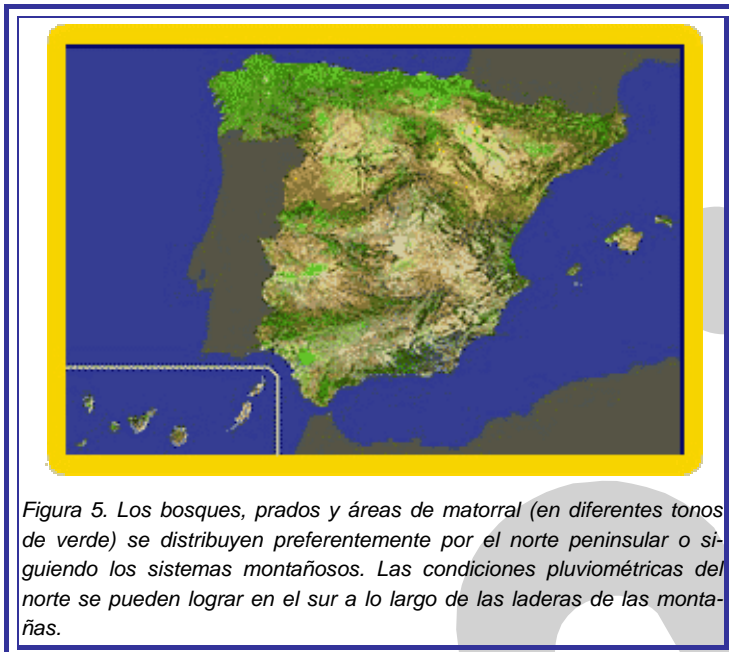 Figura 5. Los bosques, prados y áreas de matorral (en diferentes tonos
de verde) se distribuyen preferentemente por el norte peninsular o si-
guiendo los sistemas montañosos. Las condiciones pluviométricas del
norte se pueden lograr en el sur a lo largo de las laderas de las monta-
ñas.